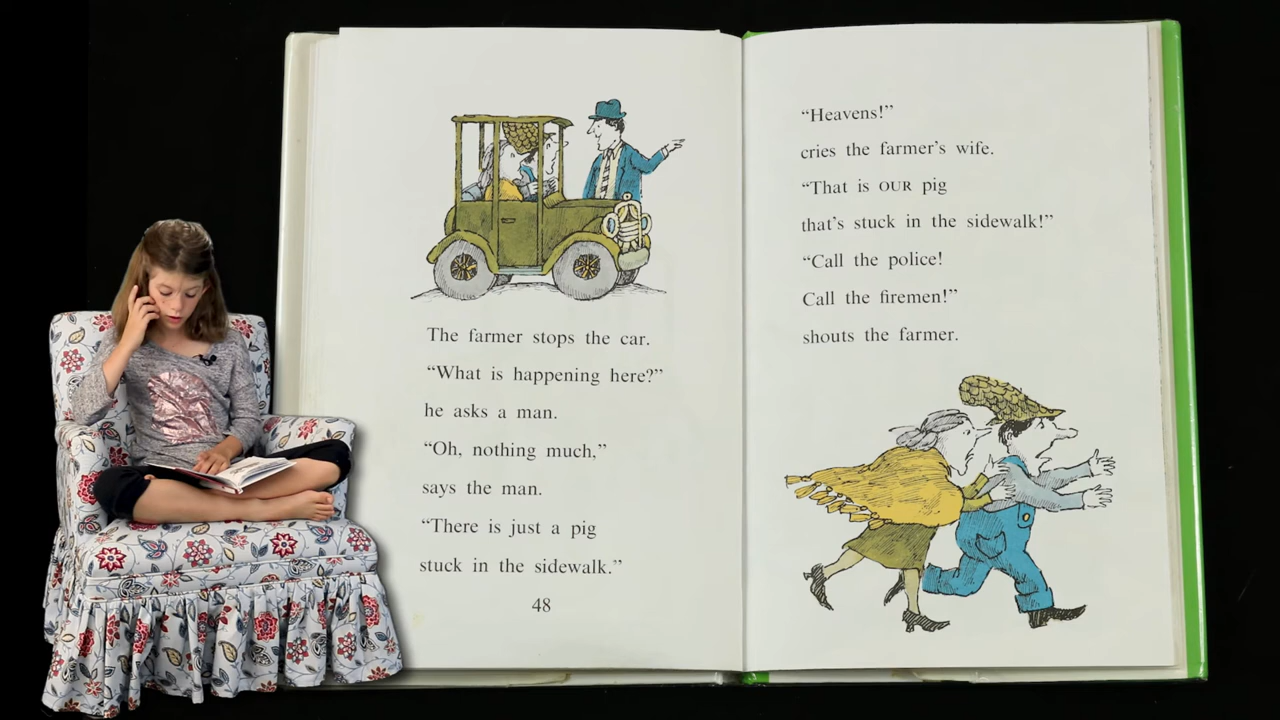 The farmer stops the car.
“What is happening here?”
he asks a man.
“Oh, nothing much,”
says the man.
“There is just a pig
stuck in the sidewalk.”
48
“Heavens!”
cries the farmer’s wife.
“That is OUR pig
that’s stuck in the sidewalk!”
“Call the police!
Call the firemen!”
shouts the farmer.